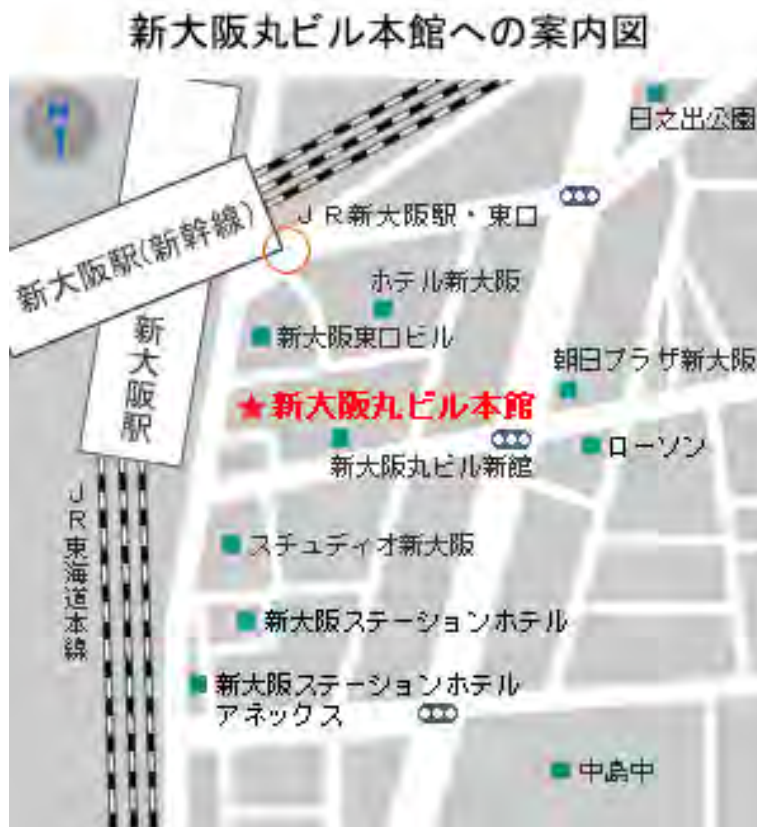 新大阪丸ビル本館への案内図
N
日之出公園
JR新大阪駅・東口
新大阪駅(新幹線)
ホテル新大阪
新大阪東口ビル
新大阪駅
朝日プラザ新大阪
★新大阪丸ビル本館
ローソン
新大阪丸ビル新館
JR東海道本線
スチュディオ新大阪
新大阪ステーションホテル
新大阪ステーションホテル
アネックス
中島中